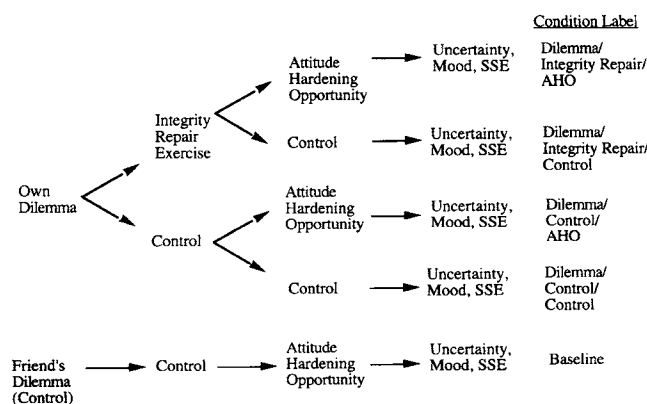 Condition Label
Attitude
Hardening
Opportunity
Uncertainty,
Mood, SSE
Dilemma/
Integrity Repair/
AHO
Integrity
Repair
Exercise
Control
Uncertainty,
Mood, SSE
Dilemma/
Integrity Repair/
Control
Own
Dilemma
Control
Attitude
Hardening
Opportunity
Uncertainty,
Mood, SSE
Dilemma/
Control/
AHO
Control
Uncertainty,
Mood, SSE
Dilemma/
Control/
Control
Friend's
Dilemma
(Control)
Control
Attitude
Hardening
Opportunity
Uncertainty,
Mood, SSE
Baseline